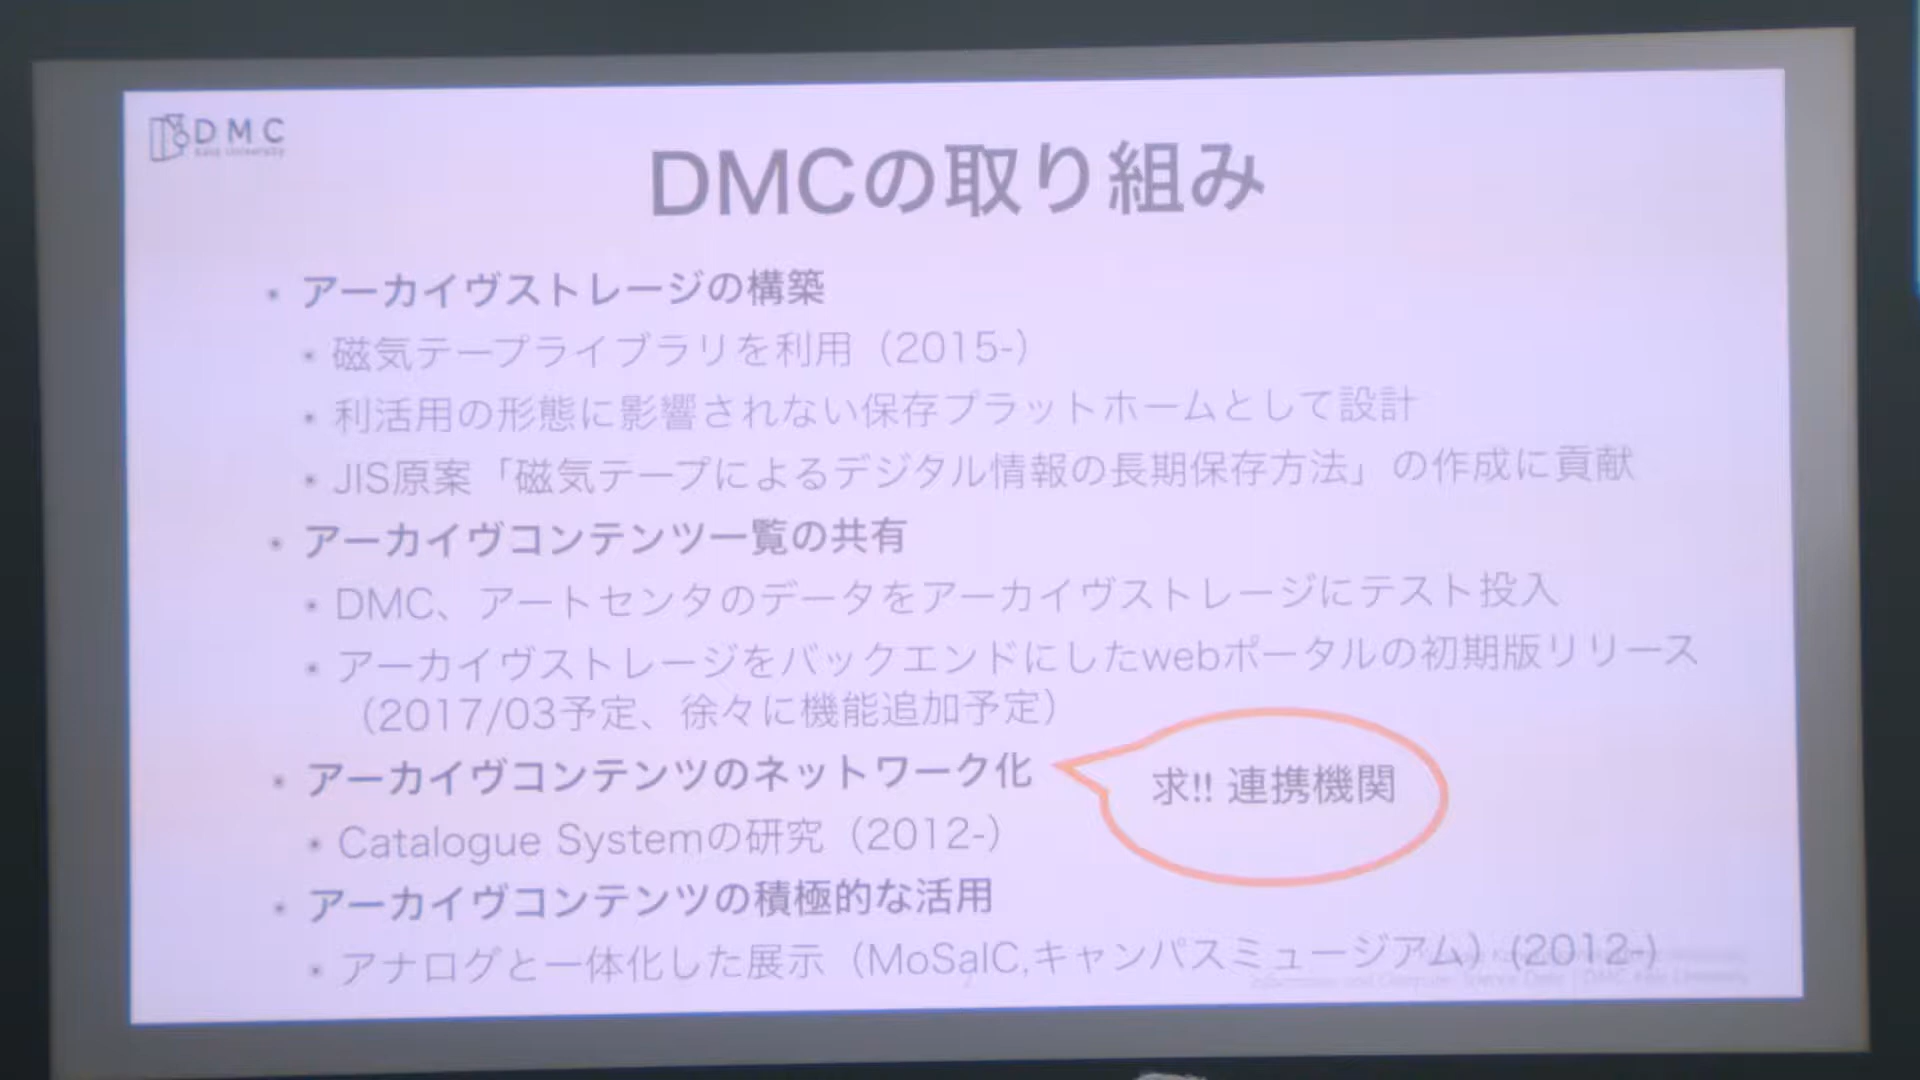 DMC
Keio University
DMCの取り組み
アーカイヴストレージの構築
磁気テープライブラリを利用（2015-）
利活用の形態に影響されない保存プラットホームとして設計
JIS原案「磁気テープによるデジタル情報の長期保存方法」の作成に貢献
アーカイヴコンテンツ一覧の共有
DMC、アートセンタのデータをアーカイヴストレージにテスト投入
アーカイヴストレージをバックエンドにしたwebポータルの初期版リリース
（2017/03予定、徐々に機能追加予定）
アーカイヴコンテンツのネットワーク化
求!! 連携機関
Catalogue Systemの研究（2012-）
アーカイヴコンテンツの積極的な活用
アナログと一体化した展示（MoSaIC,キャンパスミュージアム）(2012-)